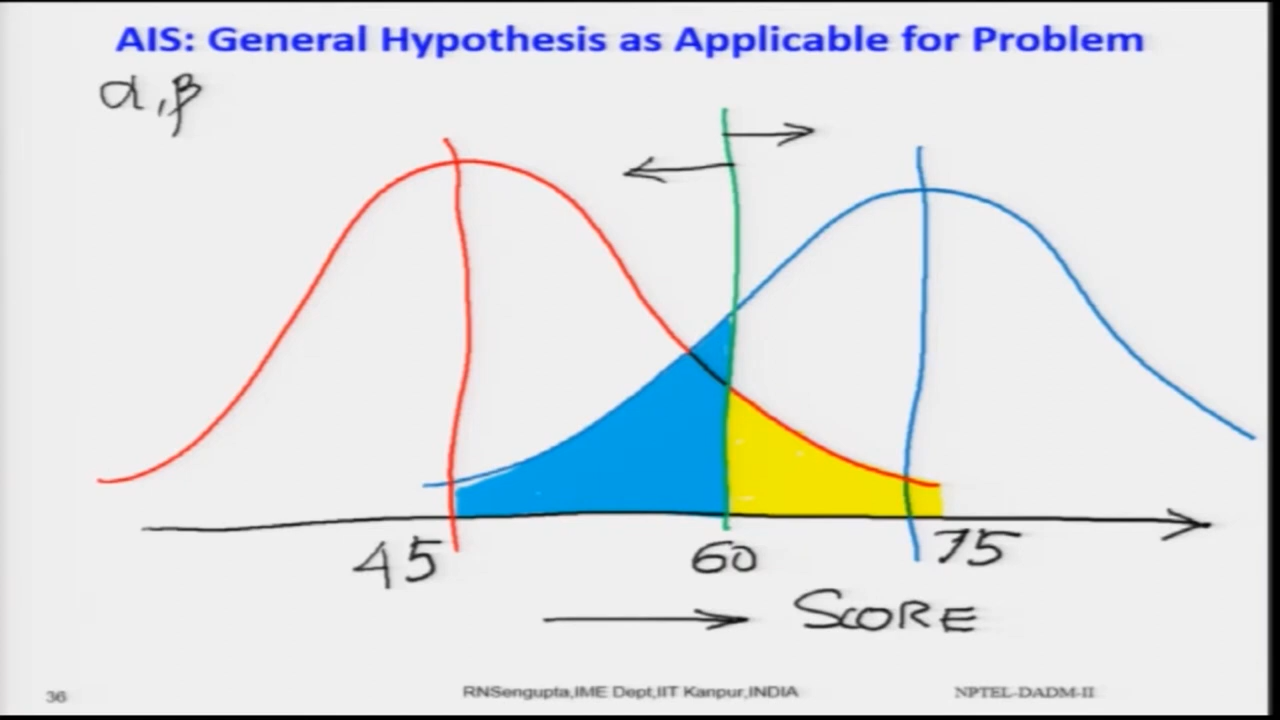 AIS: General Hypothesis as Applicable for Problem
α,β
45 60 75
SCORE
36 RNSengupta,IME Dept,IIT Kanpur,INDIA NPTEL-DADM-II